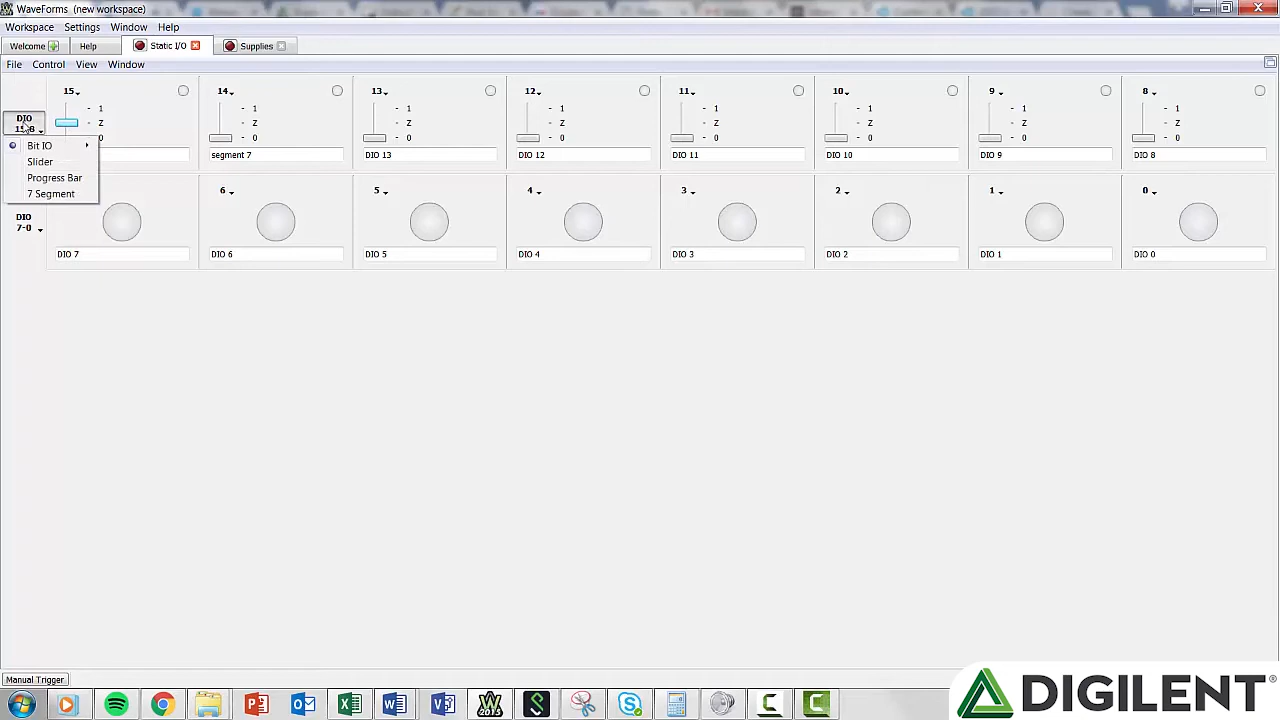 WaveForms (new workspace)
Workspace Settings Window Help
Welcome Help Static I/O Supplies
File Control View Window
DIO
15 14 13 12 11 10 9 8
1 1 1 1 1 1 1
Z Z Z Z Z Z Z Z
0 0 0 0 0 0 0 0
1
segment 7 DIO 13 DIO 12 DIO 11 DIO 10 DIO 9 DIO 8
Bit IO
Slider
Progress Bar
7 Segment
DIO
7-0
6 5 4 3 2 1 0
DIO 7 DIO 6 DIO 5 DIO 4 DIO 3 DIO 2 DIO 1 DIO 0
Manual Trigger
2015
DIGILENT®